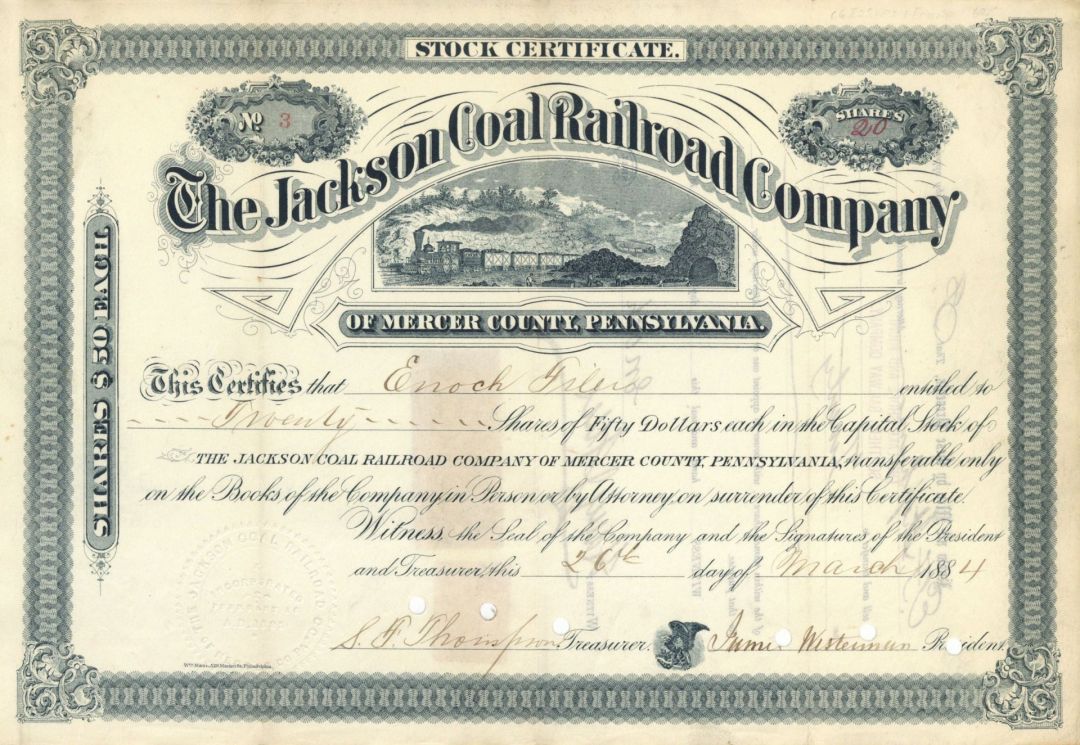 STOCK CERTIFICATE.
No 3
SHARES 20
The Jackson Coal Railroad Company
OF MERCER COUNTY, PENNSYLVANIA.
SHARES $50 EACH
This Certifies that Enoch Filer entitled to
Twenty Shares of Fifty Dollars each in the Capital Stock of
THE JACKSON COAL RAILROAD COMPANY OF MERCER COUNTY, PENNSYLVANIA, transferable only
on the Books of the Company in Person or by Attorney on surrender of this Certificate.
Witness, the Seal of the Company and the Signatures of the President
and Treasurer, this 26th day of March 1884
S. F. Thompson Treasurer. Westerman President.